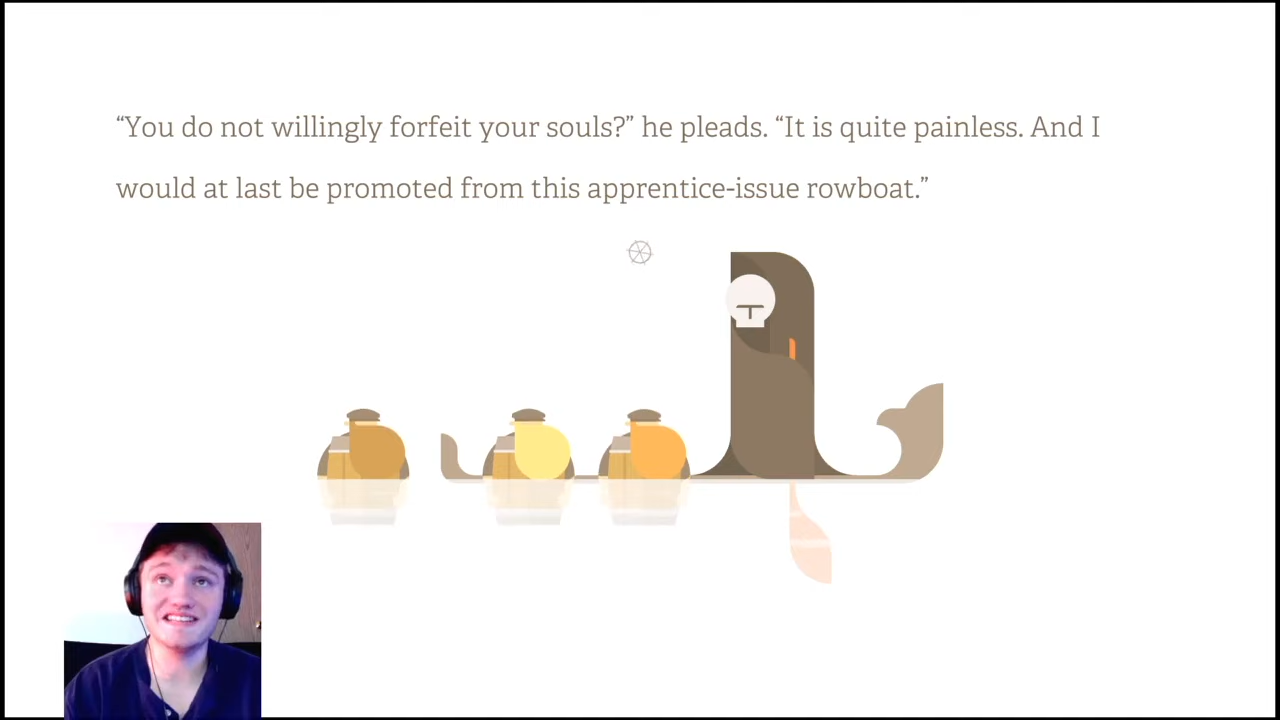 “You do not willingly forfeit your souls?” he pleads. “It is quite painless. And I
would at last be promoted from this apprentice-issue rowboat.”